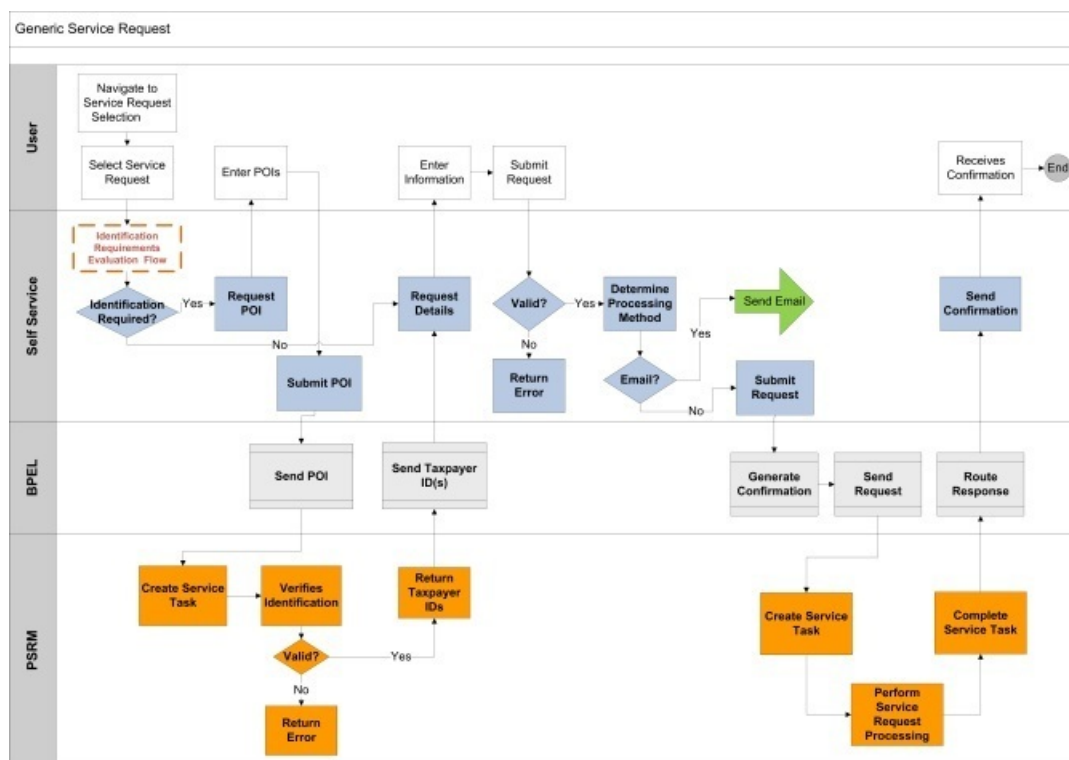 Generic Service Request
User
Navigate to
Service Request
Selection
Select Service
Request
Enter POIs
Enter
Information
Submit
Request
Receives
Confirmation
End
Self Service
Identification
Requirements
Evaluation Flow
Identification
Required?
Yes
Request
POI
No
Submit POI
Request
Details
Valid?
Yes
No
Return
Error
Determine
Processing
Method
Email?
Yes
No
Send Email
Submit
Request
Send
Confirmation
BPEL
Send POI
Send Taxpayer
ID(s)
Generate
Confirmation
Send
Request
Route
Response
PSRM
Create Service
Task
Verifies
Identification
Valid?
Yes
No
Return
Error
Return
Taxpayer
IDs
Create Service
Task
Perform
Service
Request
Processing
Complete
Service Task